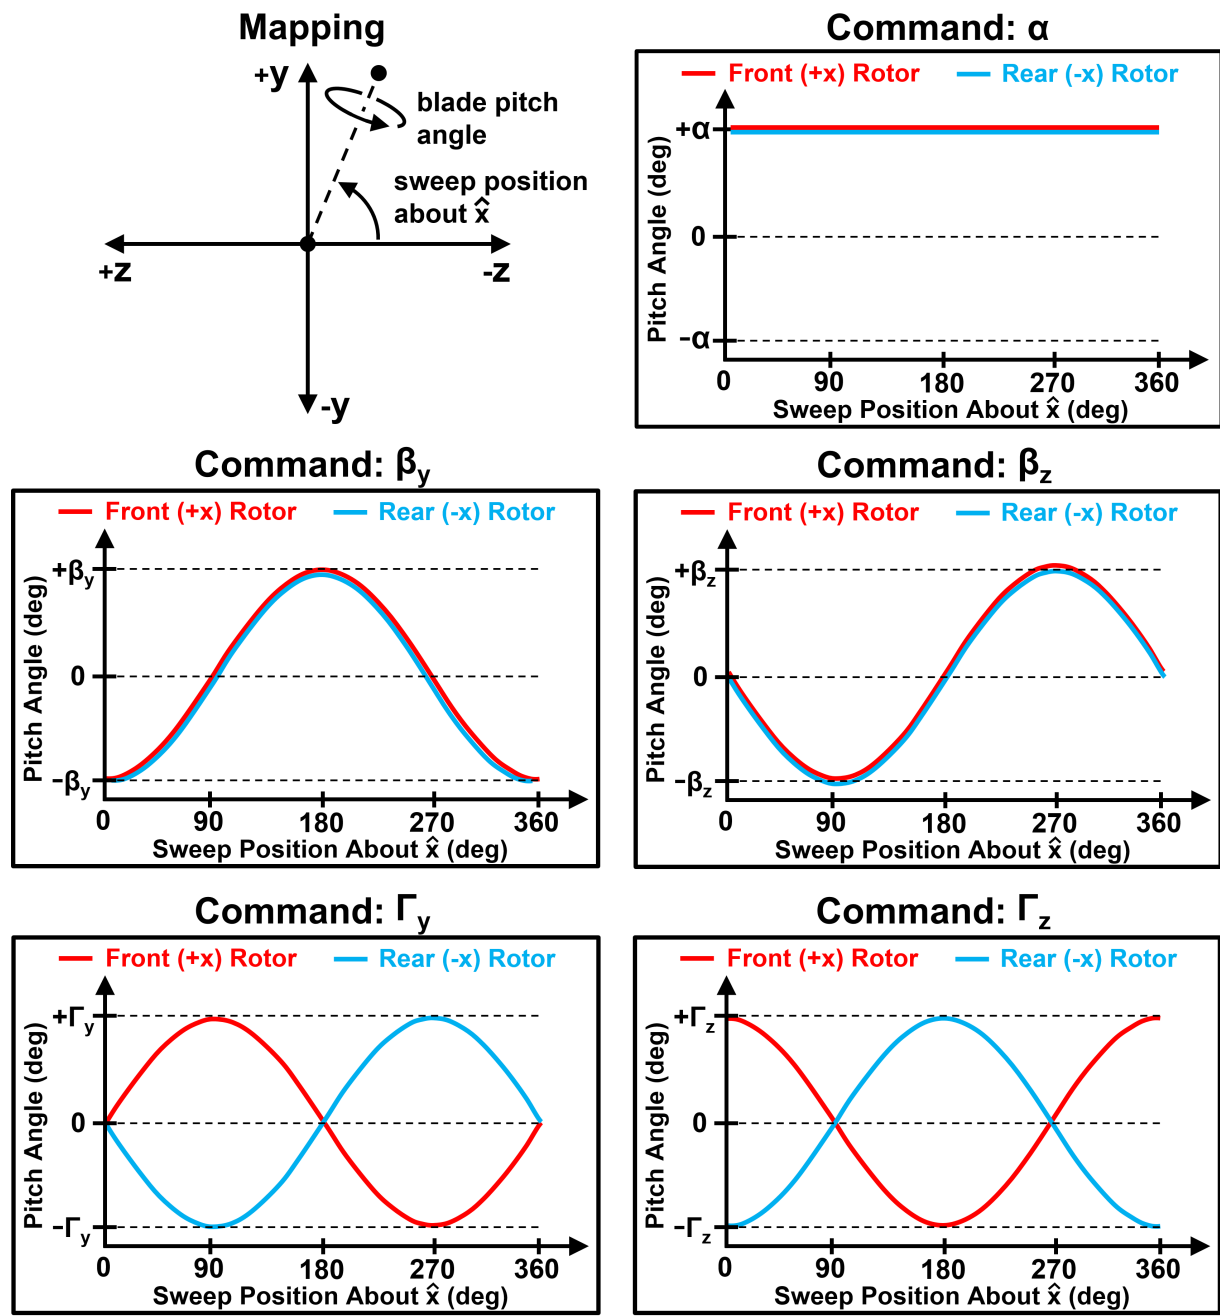 Mapping
+y
blade pitch
angle
sweep position
about x̂
+z
-z
-y
Command: α
Front (+x) Rotor
Rear (-x) Rotor
Pitch Angle (deg)
+α
0
-α
0 90 180 270 360
Sweep Position About x̂ (deg)
Command: βy
Front (+x) Rotor
Rear (-x) Rotor
Pitch Angle (deg)
+βy
0
-βy
0 90 180 270 360
Sweep Position About x̂ (deg)
Command: βz
Front (+x) Rotor
Rear (-x) Rotor
Pitch Angle (deg)
+βz
0
-βz
0 90 180 270 360
Sweep Position About x̂ (deg)
Command: Γy
Front (+x) Rotor
Rear (-x) Rotor
Pitch Angle (deg)
+Γy
0
-Γy
0 90 180 270 360
Sweep Position About x̂ (deg)
Command: Γz
Front (+x) Rotor
Rear (-x) Rotor
Pitch Angle (deg)
+Γz
0
-Γz
0 90 180 270 360
Sweep Position About x̂ (deg)